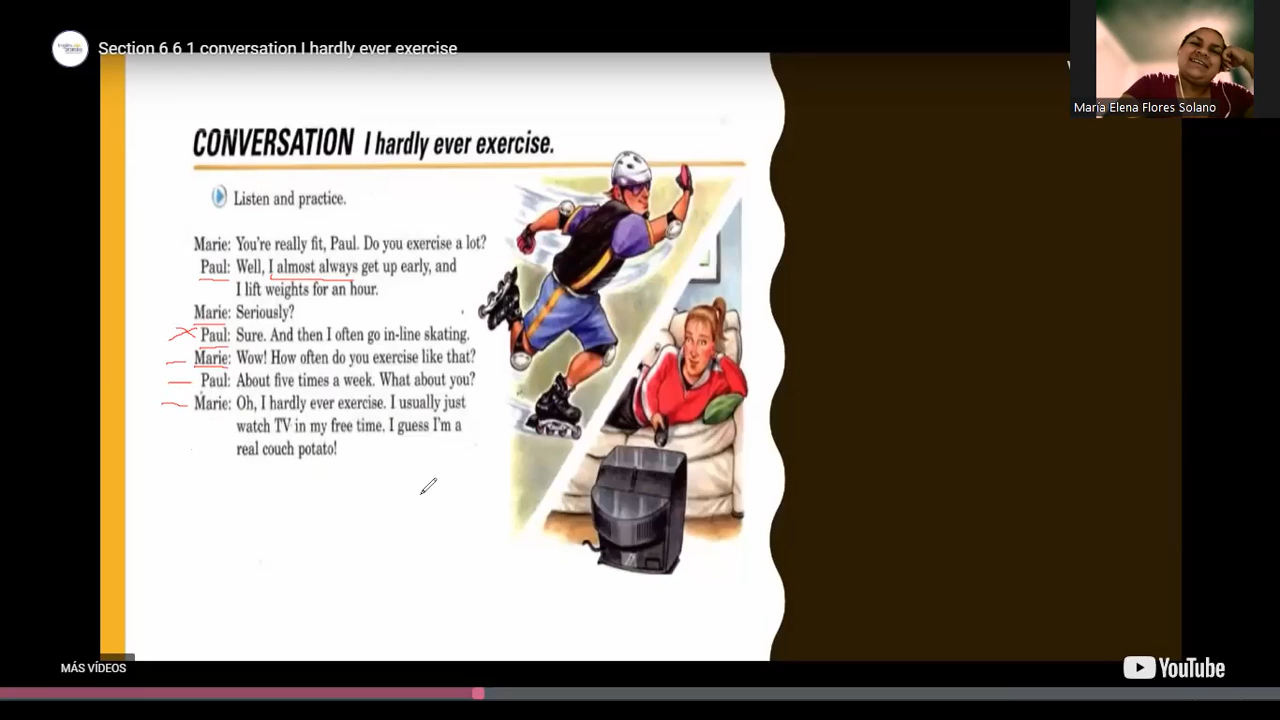 Section 6 6 1 conversation I hardly ever exercise
María Elena Flores Solano
CONVERSATION I hardly ever exercise.
Listen and practice.
Marie: You're really fit, Paul. Do you exercise a lot?
Paul: Well, I almost always get up early, and
I lift weights for an hour.
Marie: Seriously?
Paul: Sure. And then I often go in-line skating.
Marie: Wow! How often do you exercise like that?
Paul: About five times a week. What about you?
Marie: Oh, I hardly ever exercise. I usually just
watch TV in my free time. I guess I'm a
real couch potato!
MÁS VÍDEOS
YouTube